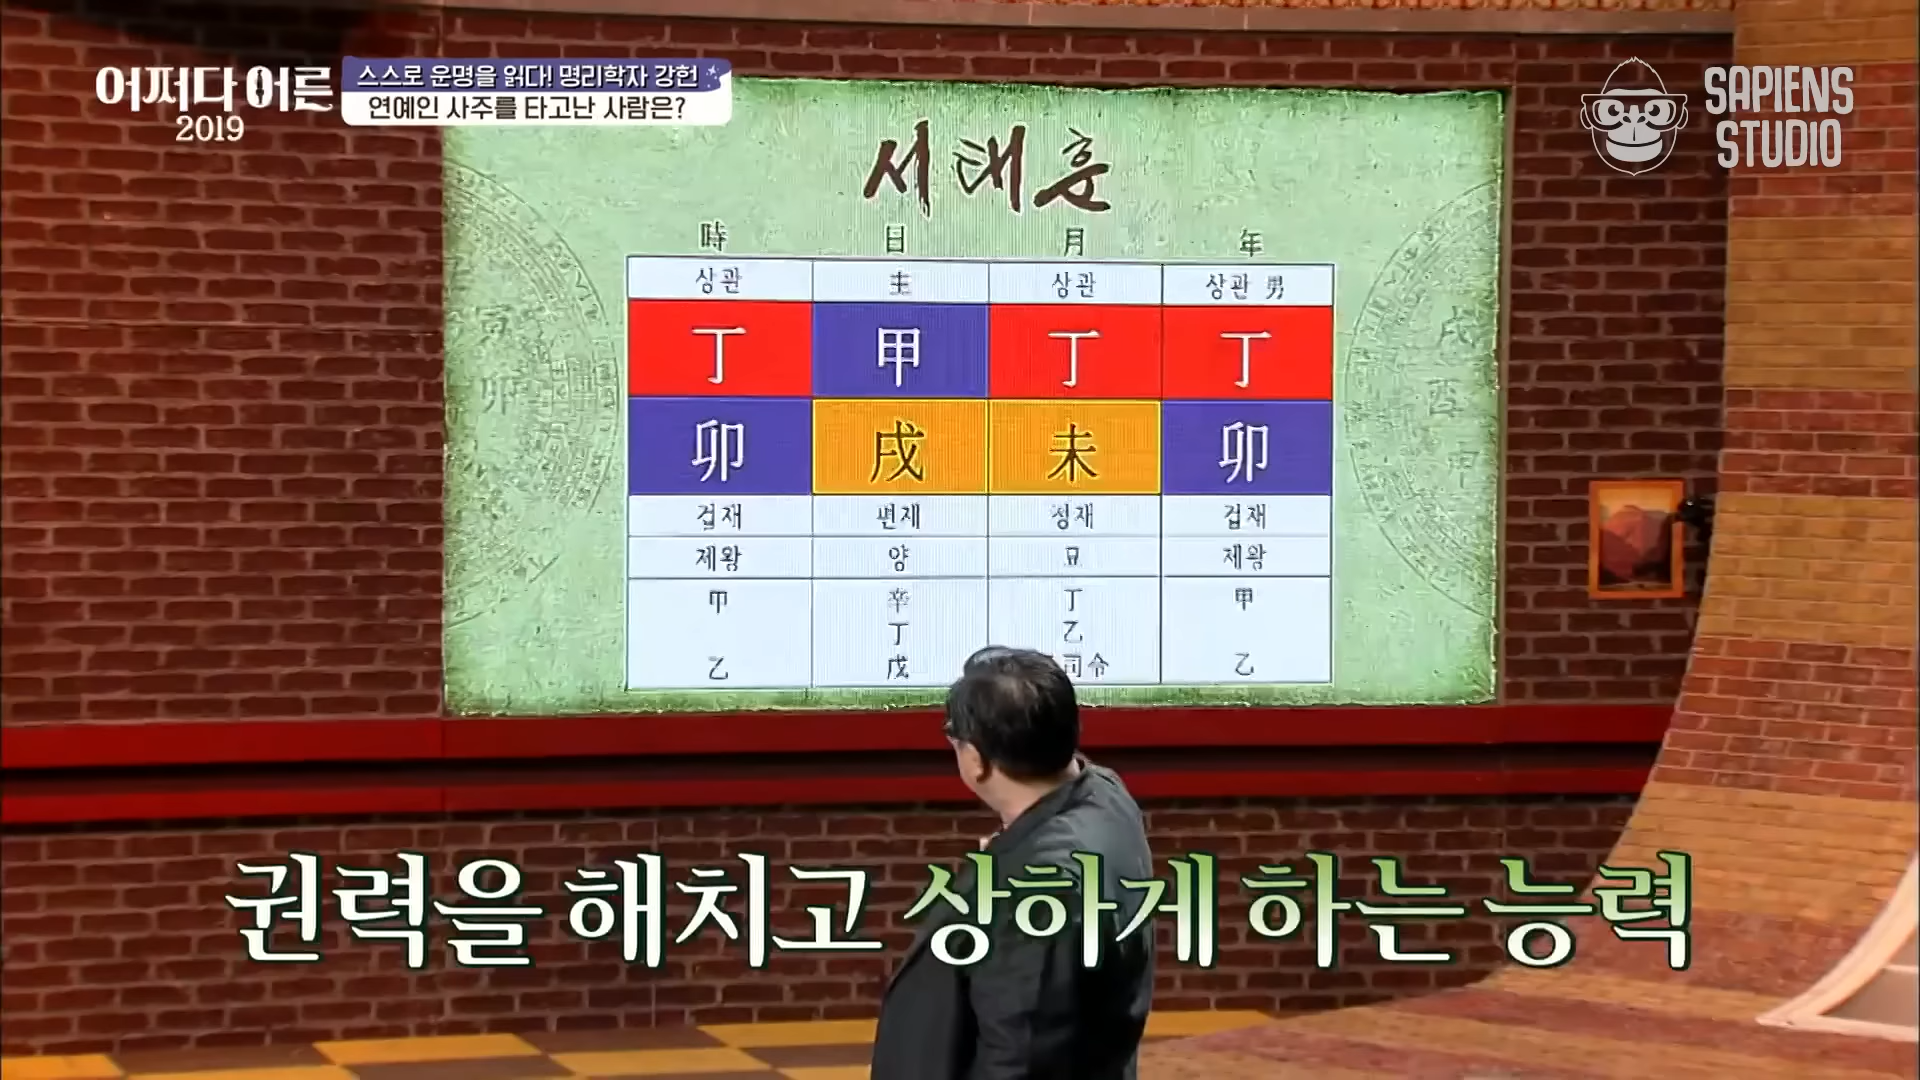 어쩌다 어른
2019
스스로 운명을 읽다! 명리학자 강헌
연예인 사주를 타고난 사람은?
SAPIENS
STUDIO
서태훈
時 日 月 年
상관 主 상관 상관 男
丁 甲 丁 丁
卯 戌 未 卯
겁재 편재 정재 겁재
제왕 양 묘 제왕
甲 辛 丁 甲
丁 乙
乙 戊 司令 乙
권력을 해치고 상하게 하는 능력